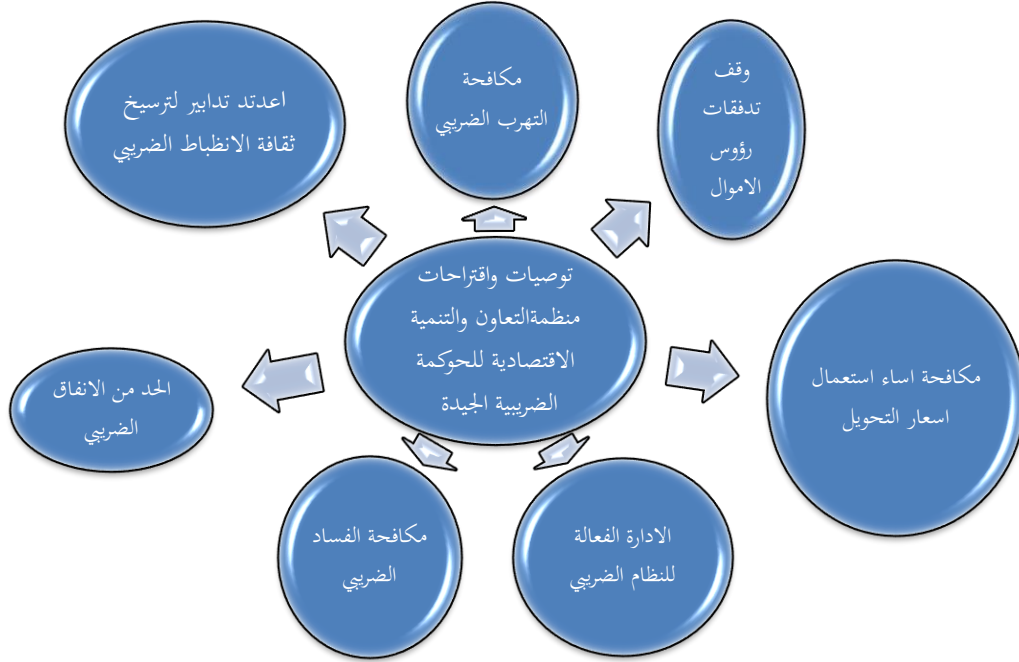 توصيات واقتراحات
منظمةالتعاون والتنمية
الاقتصادية للحوكمة
الضريبية الجيدة
مكافحة
التهرب الضريبي
وقف
تدفقات
رؤوس
الاموال
مكافحة اساء استعمال
اسعار التحويل
الادارة الفعالة
للنظام الضريبي
مكافحة الفساد
الضريبي
الحد من الانفاق
الضريبي
اعدتد تدابير لترسيخ
ثقافة الانظباط الضريبي